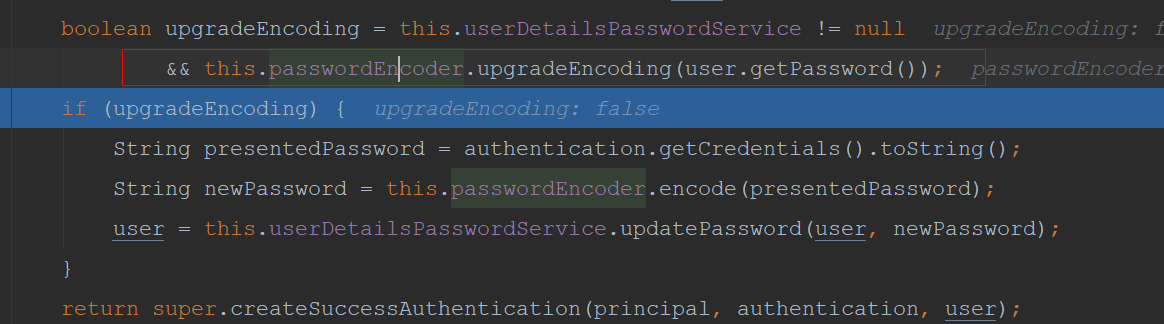 boolean upgradeEncoding = this.userDetailsPasswordService != null upgradeEncoding: f
&& this.passwordEncoder.upgradeEncoding(user.getPassword()); passwordEncoder
if (upgradeEncoding) { upgradeEncoding: false
String presentedPassword = authentication.getCredentials().toString();
String newPassword = this.passwordEncoder.encode(presentedPassword);
user = this.userDetailsPasswordService.updatePassword(user, newPassword);
}
return super.createSuccessAuthentication(principal, authentication, user);